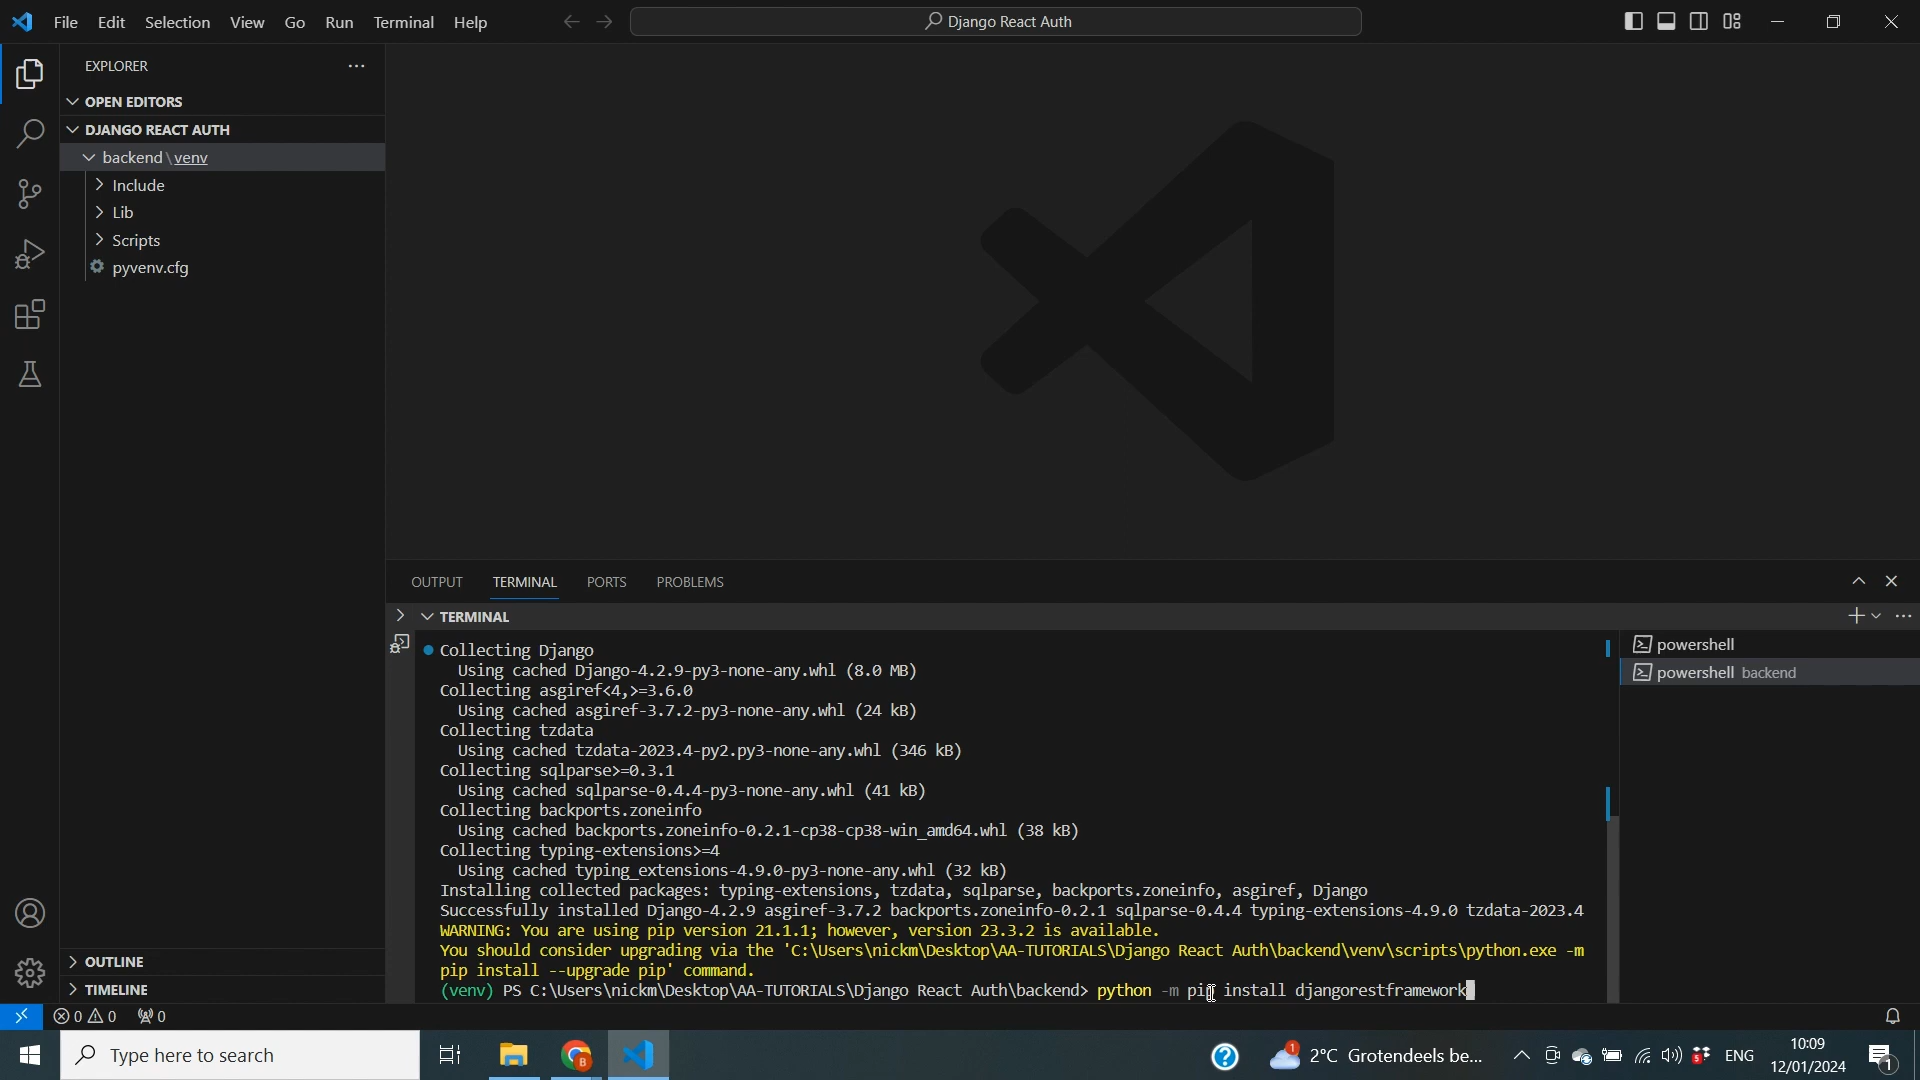 File Edit Selection View Go Run Terminal Help
Django React Auth
EXPLORER
OPEN EDITORS
DJANGO REACT AUTH
backend\venv
Include
Lib
Scripts
pyvenv.cfg
OUTLINE
TIMELINE
OUTPUT TERMINAL PORTS PROBLEMS
TERMINAL
powershell
powershell backend
Collecting Django
Using cached Django-4.2.9-py3-none-any.whl (8.0 MB)
Collecting asgiref<4,>=3.6.0
Using cached asgiref-3.7.2-py3-none-any.whl (24 kB)
Collecting tzdata
Using cached tzdata-2023.4-py2.py3-none-any.whl (346 kB)
Collecting sqlparse>=0.3.1
Using cached sqlparse-0.4.4-py3-none-any.whl (41 kB)
Collecting backports.zoneinfo
Using cached backports.zoneinfo-0.2.1-cp38-cp38-win_amd64.whl (38 kB)
Collecting typing-extensions>=4
Using cached typing_extensions-4.9.0-py3-none-any.whl (32 kB)
Installing collected packages: typing-extensions, tzdata, sqlparse, backports.zoneinfo, asgiref, Django
Successfully installed Django-4.2.9 asgiref-3.7.2 backports.zoneinfo-0.2.1 sqlparse-0.4.4 typing-extensions-4.9.0 tzdata-2023.4
WARNING: You are using pip version 21.1.1; however, version 23.3.2 is available.
You should consider upgrading via the 'C:\Users\nickm\Desktop\AA-TUTORIALS\Django React Auth\backend\venv\scripts\python.exe -m
pip install --upgrade pip' command.
(venv) PS C:\Users\nickm\Desktop\AA-TUTORIALS\Django React Auth\backend> python -m pip install djangorestframework
0 0 0
Type here to search
B
1
2°C Grotendeels be...
5
ENG
10:09
12/01/2024
1